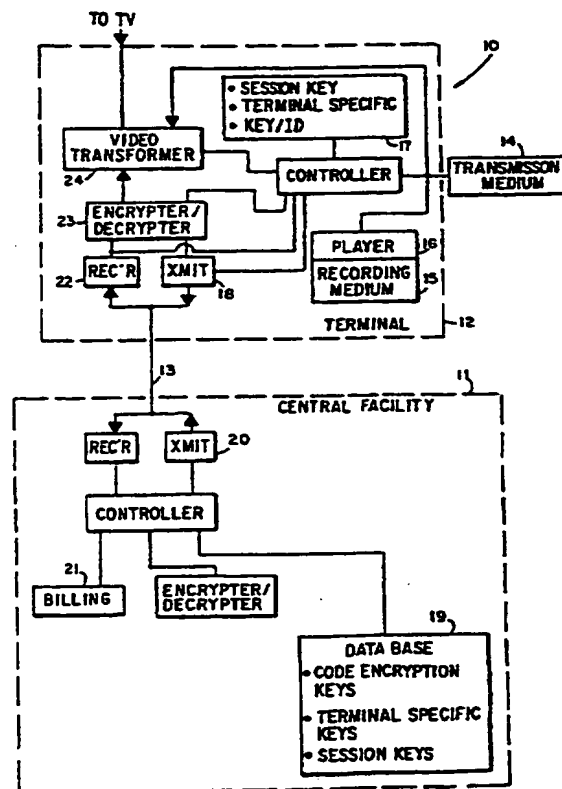 TO TV
10
• SESSION KEY
• TERMINAL SPECIFIC
• KEY/ID
17
VIDEO
TRANSFORMER
24
CONTROLLER
14
TRANSMISSON
MEDIUM
23
ENCRYPTER/
DECRYPTER
PLAYER
16
RECORDING
MEDIUM
15
22
REC'R
XMIT
18
TERMINAL
12
13
11
CENTRAL FACILITY
REC'R
XMIT
20
CONTROLLER
21
BILLING
ENCRYPTER/
DECRYPTER
19
DATA BASE
• CODE ENCRYPTION
KEYS
• TERMINAL SPECIFIC
KEYS
• SESSION KEYS